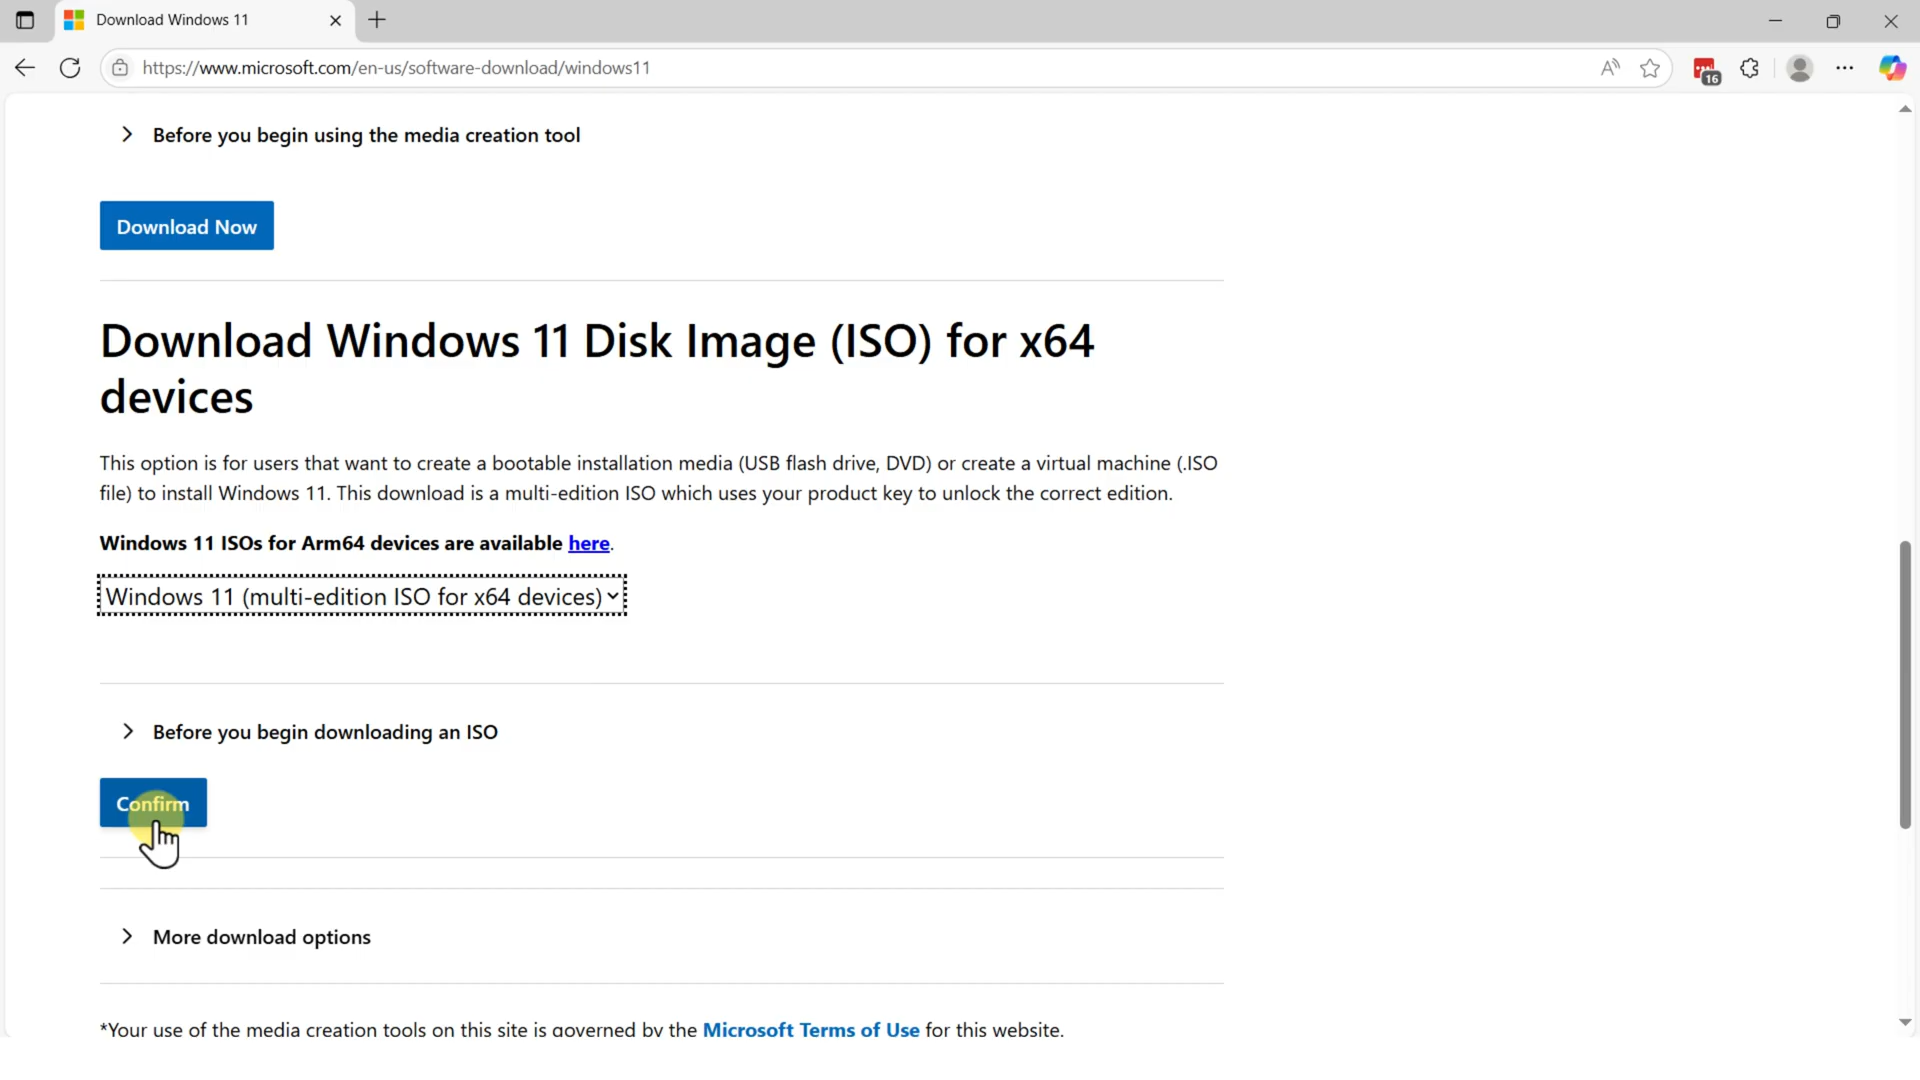 Download Windows 11
https://www.microsoft.com/en-us/software-download/windows11
16
Before you begin using the media creation tool
Download Now
Download Windows 11 Disk Image (ISO) for x64
devices
This option is for users that want to create a bootable installation media (USB flash drive, DVD) or create a virtual machine (.ISO
file) to install Windows 11. This download is a multi-edition ISO which uses your product key to unlock the correct edition.
Windows 11 ISOs for Arm64 devices are available here.
Windows 11 (multi-edition ISO for x64 devices)
Before you begin downloading an ISO
Confirm
More download options
*Your use of the media creation tools on this site is governed by the Microsoft Terms of Use for this website.